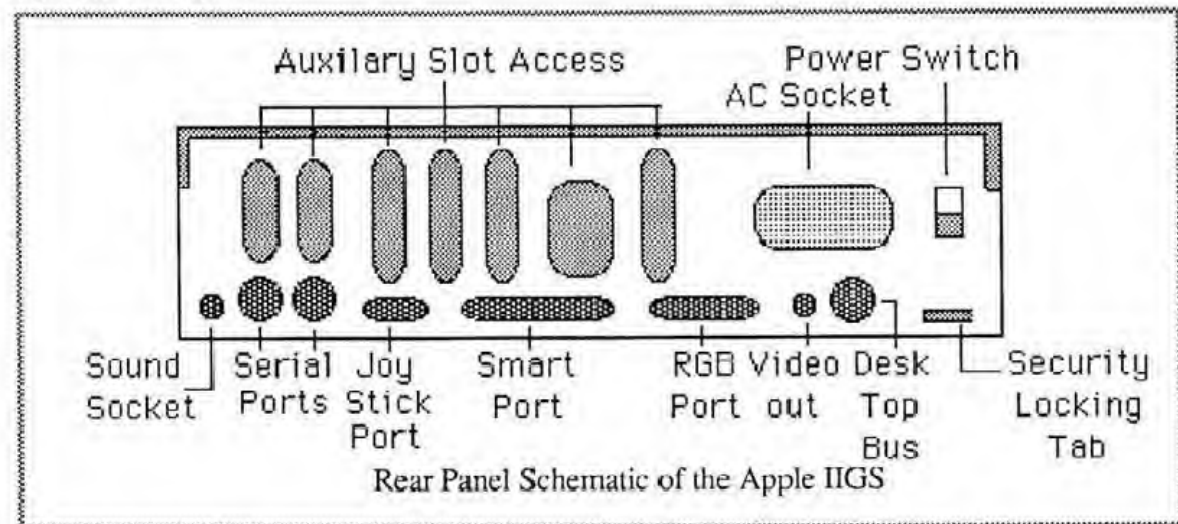 Auxilary Slot Access
Power Switch
AC Socket
Sound Socket
Serial Ports
Joy Stick Port
Smart Port
RGB Port
Video out
Desk Top Bus
Security Locking Tab
Rear Panel Schematic of the Apple IIGS